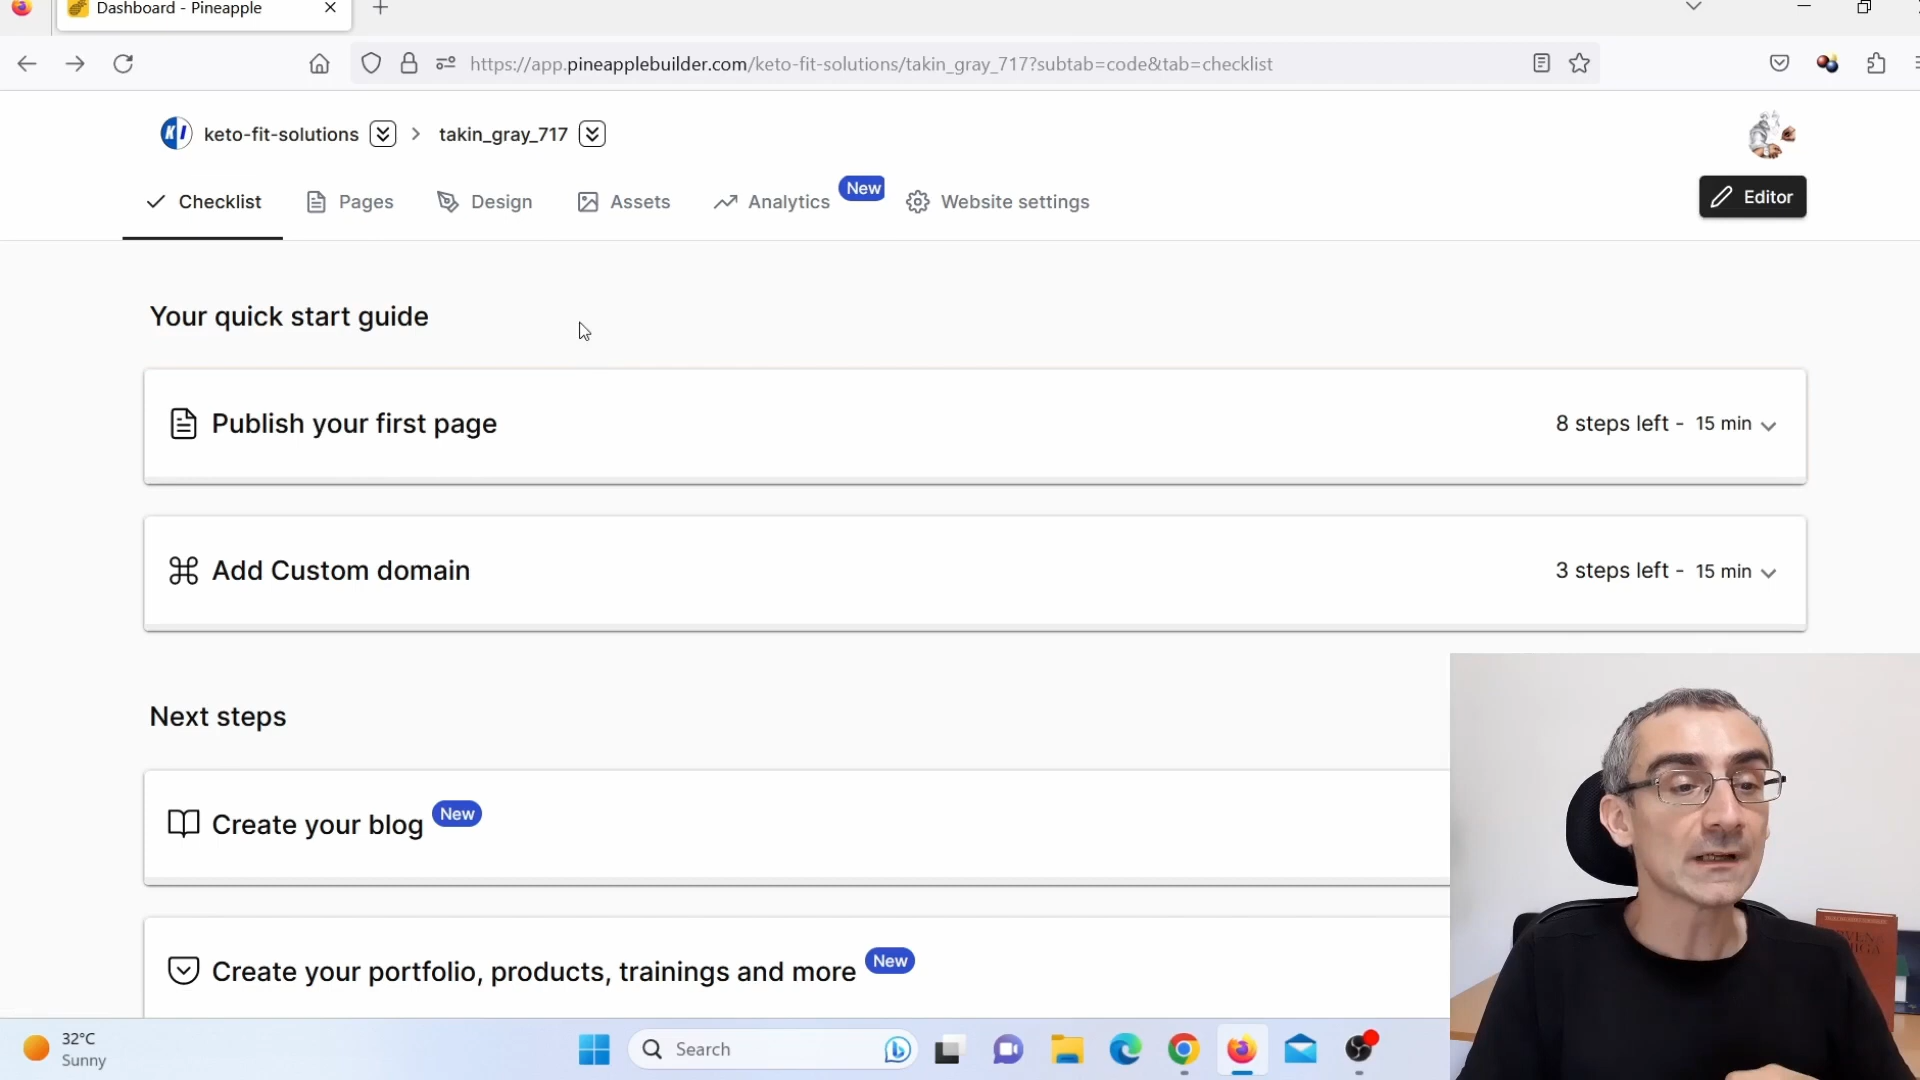 Dashboard - Pineapple
https://app.pineapplebuilder.com/keto-fit-solutions/takin_gray_717?subtab=code&tab=checklist
KI keto-fit-solutions > takin_gray_717
Checklist Pages Design Assets Analytics New Website settings Editor
Your quick start guide
Publish your first page 8 steps left - 15 min
Add Custom domain 3 steps left - 15 min
Next steps
Create your blog New
Create your portfolio, products, trainings and more New
32°C
Sunny
Search